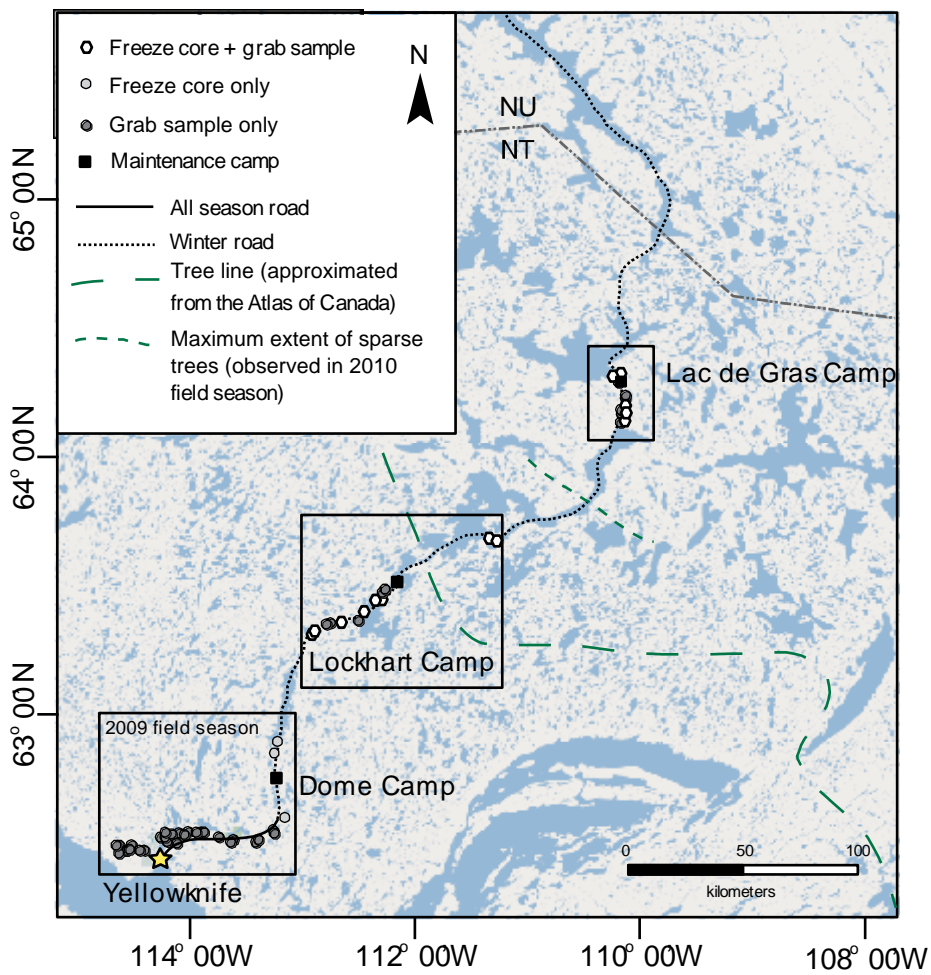 Freeze core + grab sample
Freeze core only
Grab sample only
Maintenance camp
All season road
Winter road
Tree line (approximated
from the Atlas of Canada)
Maximum extent of sparse
trees (observed in 2010
field season)
N
NU
NT
65° 00N
64° 00N
63° 00N
Lac de Gras Camp
Lockhart Camp
2009 field season
Dome Camp
Yellowknife
0 50 100
kilometers
114° 00W 112° 00W 110° 00W 108° 00W